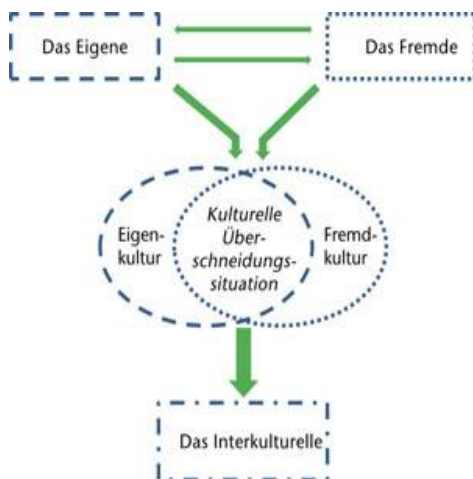 Das Eigene
Das Fremde
Eigen-
kultur
Kulturelle
Über-
schneidungs-
situation
Fremd-
kultur
Das Interkulturelle